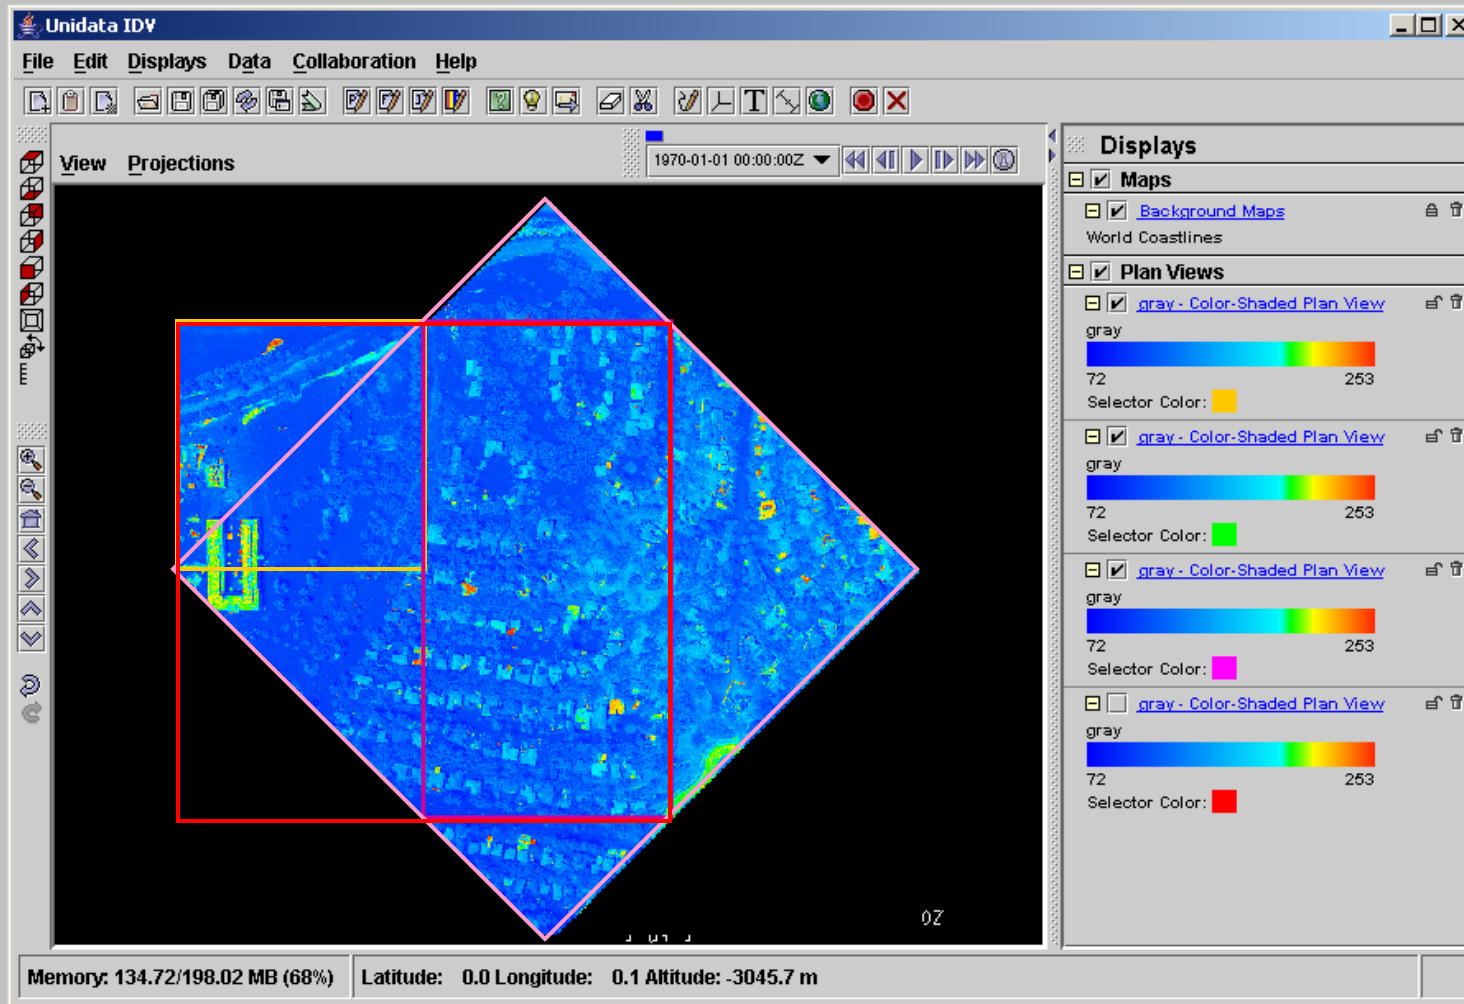 Unidata IDV
File Edit Displays Data Collaboration Help
View Projections
1970-01-01 00:00:00Z
0Z
Displays
Maps
Background Maps
World Coastlines
Plan Views
gray - Color-Shaded Plan View
gray
72 253
Selector Color:
gray - Color-Shaded Plan View
gray
72 253
Selector Color:
gray - Color-Shaded Plan View
gray
72 253
Selector Color:
gray - Color-Shaded Plan View
gray
72 253
Selector Color:
Memory: 134.72/198.02 MB (68%) Latitude: 0.0 Longitude: 0.1 Altitude: -3045.7 m